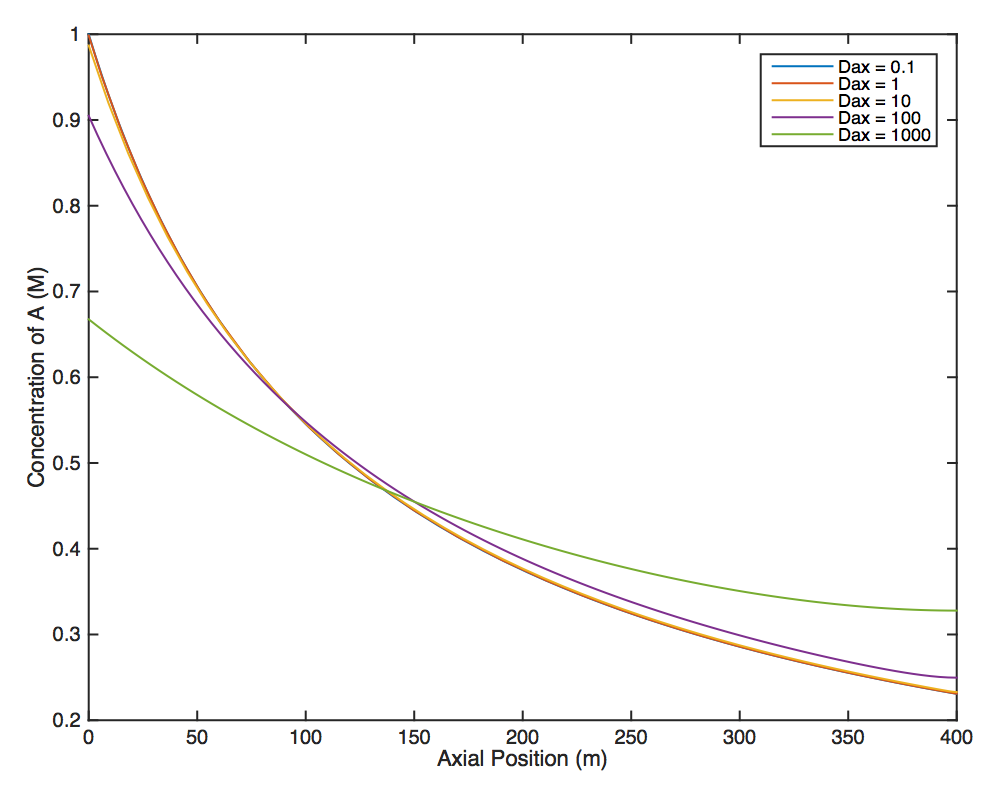 1
0.9
0.8
0.7
0.6
0.5
0.4
0.3
0.2
Concentration of A (M)
Dax = 0.1
Dax = 1
Dax = 10
Dax = 100
Dax = 1000
0 50 100 150 200 250 300 350 400
Axial Position (m)